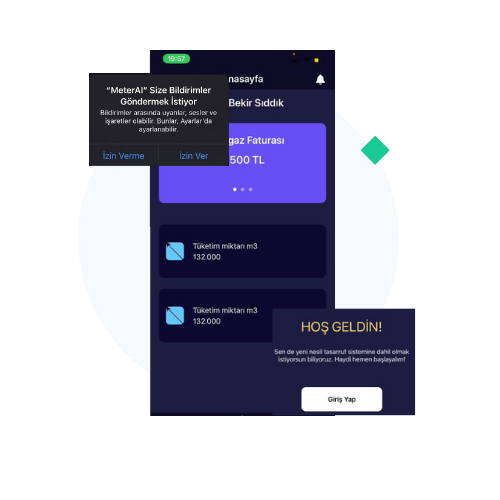 19:57
nasayfa
"MeterAI" Size Bildirimler
Göndermek İstiyor
Bildirimler arasında uyarılar, sesler ve
işaretler olabilir. Bunlar, Ayarlar'da
ayarlanabilir.
İzin Verme
İzin Ver
Bekir Sıddık
gaz Faturası
500 TL
Tüketim miktarı m3
132.000
Tüketim miktarı m3
132.000
HOŞ GELDİN!
Sen de yeni nesil tasarruf sistemine dahil olmak
istiyorsun biliyoruz. Haydi hemen başlayalım!
Giriş Yap